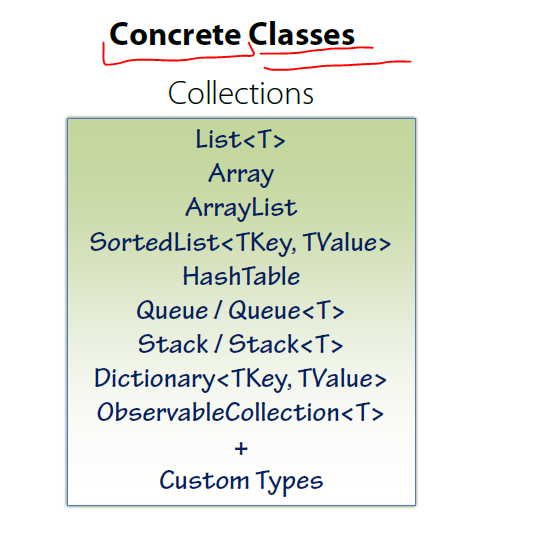 Concrete Classes
Collections
List<T>
Array
ArrayList
SortedList<TKey, TValue>
HashTable
Queue / Queue<T>
Stack / Stack<T>
Dictionary<TKey, TValue>
ObservableCollection<T>
+
Custom Types